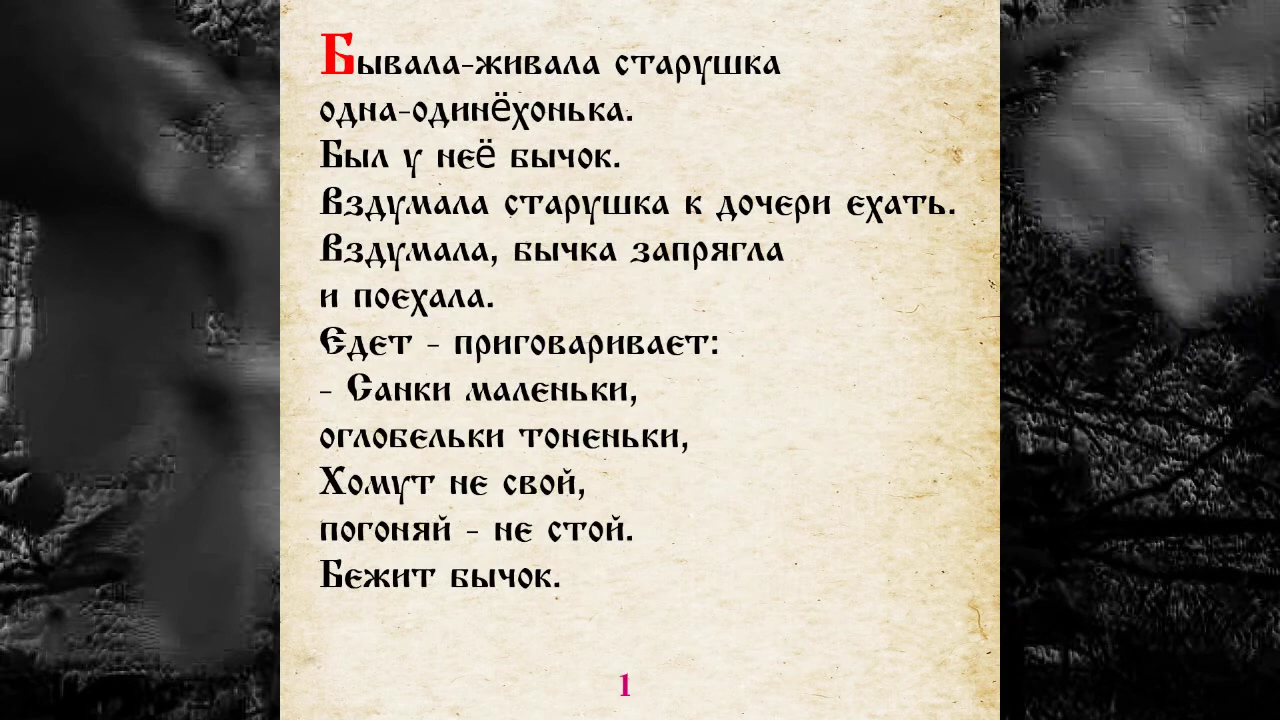 Бывала-живала старушка
одна-одинёхонька.
Был у неё бычок.
Вздумала старушка к дочери ехать.
Вздумала, бычка запрягла
и поехала.
Едет - приговаривает:
- Санки маленьки,
оглобельки тоненьки,
Хомут не свой,
погоняй - не стой.
Бежит бычок.
1